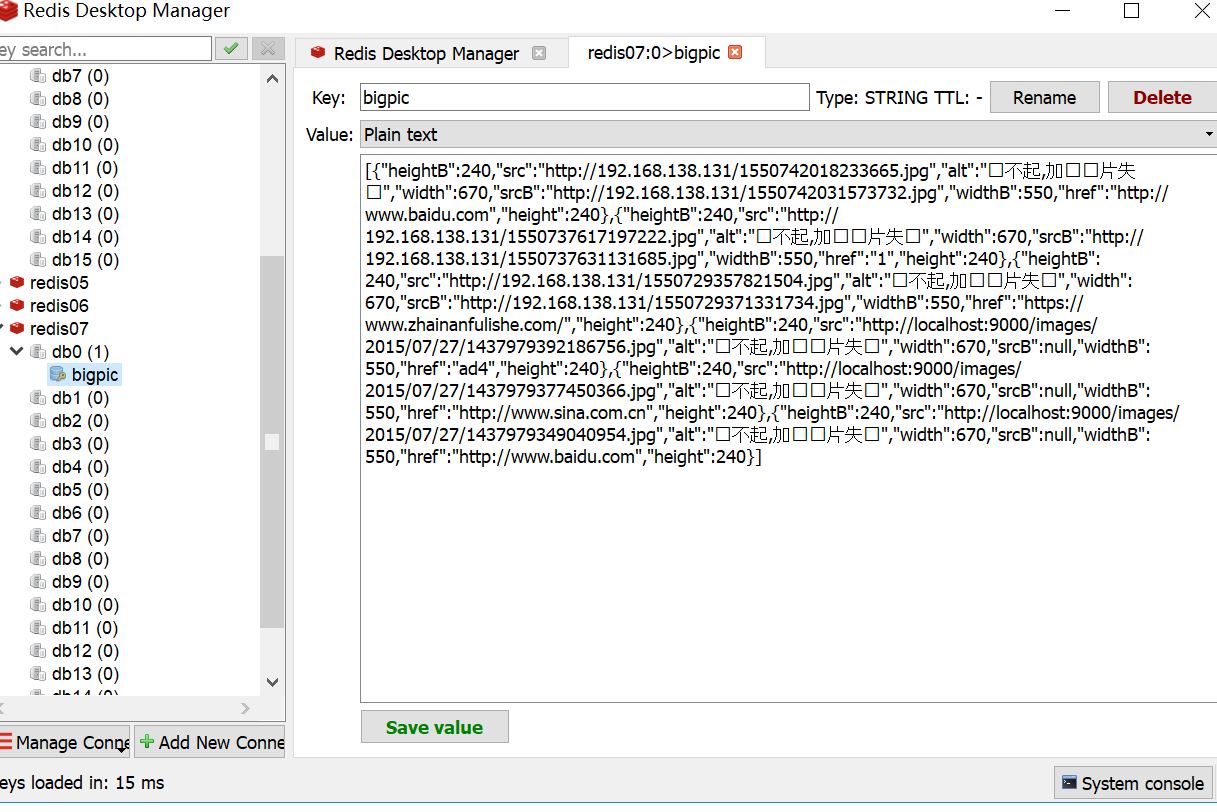 Redis Desktop Manager
ey search...
db7 (0)
db8 (0)
db9 (0)
db10 (0)
db11 (0)
db12 (0)
db13 (0)
db14 (0)
db15 (0)
redis05
redis06
redis07
db0 (1)
bigpic
db1 (0)
db2 (0)
db3 (0)
db4 (0)
db5 (0)
db6 (0)
db7 (0)
db8 (0)
db9 (0)
db10 (0)
db11 (0)
db12 (0)
db13 (0)
db14 (0)
Manage Conne
Add New Conne
eys loaded in: 15 ms
Redis Desktop Manager
redis07:0>bigpic
Key: bigpic Type: STRING TTL: - Rename Delete
Value: Plain text
[{"heightB":240,"src":"http://192.168.138.131/1550742018233665.jpg","alt":"□不起,加□□片失
□","width":670,"srcB":"http://192.168.138.131/1550742031573732.jpg","widthB":550,"href":"http://
www.baidu.com","height":240},{"heightB":240,"src":"http://
192.168.138.131/1550737617197222.jpg","alt":"□不起,加□□片失□","width":670,"srcB":"http://
192.168.138.131/1550737631131685.jpg","widthB":550,"href":"1","height":240},{"heightB":
240,"src":"http://192.168.138.131/1550729357821504.jpg","alt":"□不起,加□□片失□","width":
670,"srcB":"http://192.168.138.131/1550729371331734.jpg","widthB":550,"href":"https://
www.zhainanfulishe.com/","height":240},{"heightB":240,"src":"http://localhost:9000/images/
2015/07/27/1437979392186756.jpg","alt":"□不起,加□□片失□","width":670,"srcB":null,"widthB":
550,"href":"ad4","height":240},{"heightB":240,"src":"http://localhost:9000/images/
2015/07/27/1437979377450366.jpg","alt":"□不起,加□□片失□","width":670,"srcB":null,"widthB":
550,"href":"http://www.sina.com.cn","height":240},{"heightB":240,"src":"http://localhost:9000/images/
2015/07/27/1437979349040954.jpg","alt":"□不起,加□□片失□","width":670,"srcB":null,"widthB":
550,"href":"http://www.baidu.com","height":240}]
Save value
System console